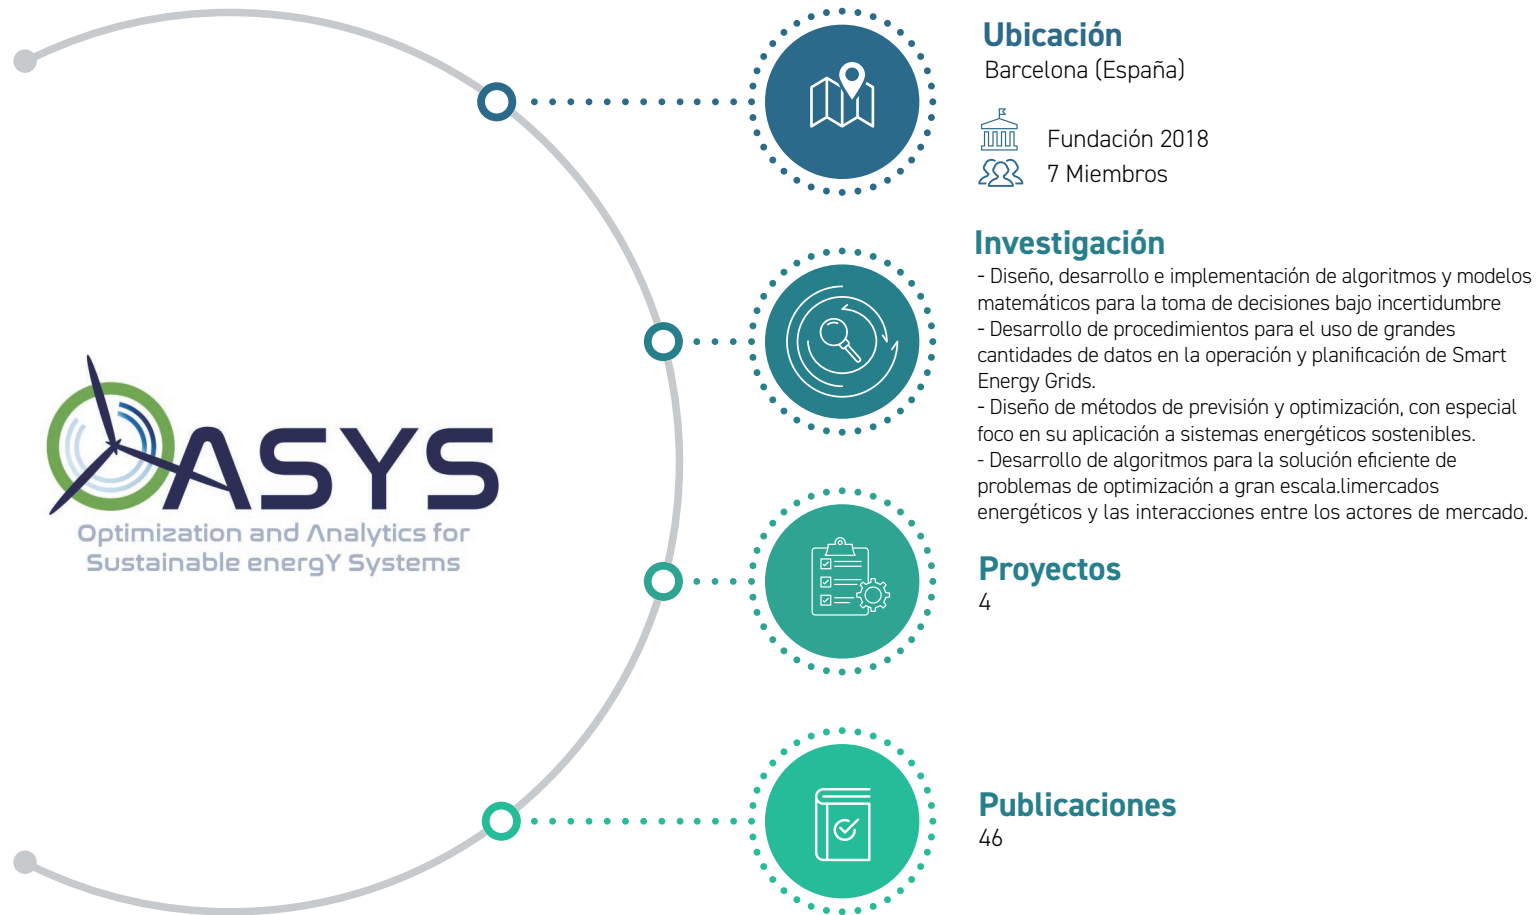 OASYS
Optimization and Analytics for
Sustainable energY Systems
Ubicación
Barcelona (España)
Fundación 2018
7 Miembros
Investigación
- Diseño, desarrollo e implementación de algoritmos y modelos
matemáticos para la toma de decisiones bajo incertidumbre
- Desarrollo de procedimientos para el uso de grandes
cantidades de datos en la operación y planificación de Smart
Energy Grids.
- Diseño de métodos de previsión y optimización, con especial
foco en su aplicación a sistemas energéticos sostenibles.
- Desarrollo de algoritmos para la solución eficiente de
problemas de optimización a gran escala.limercados
energéticos y las interacciones entre los actores de mercado.
Proyectos
4
Publicaciones
46